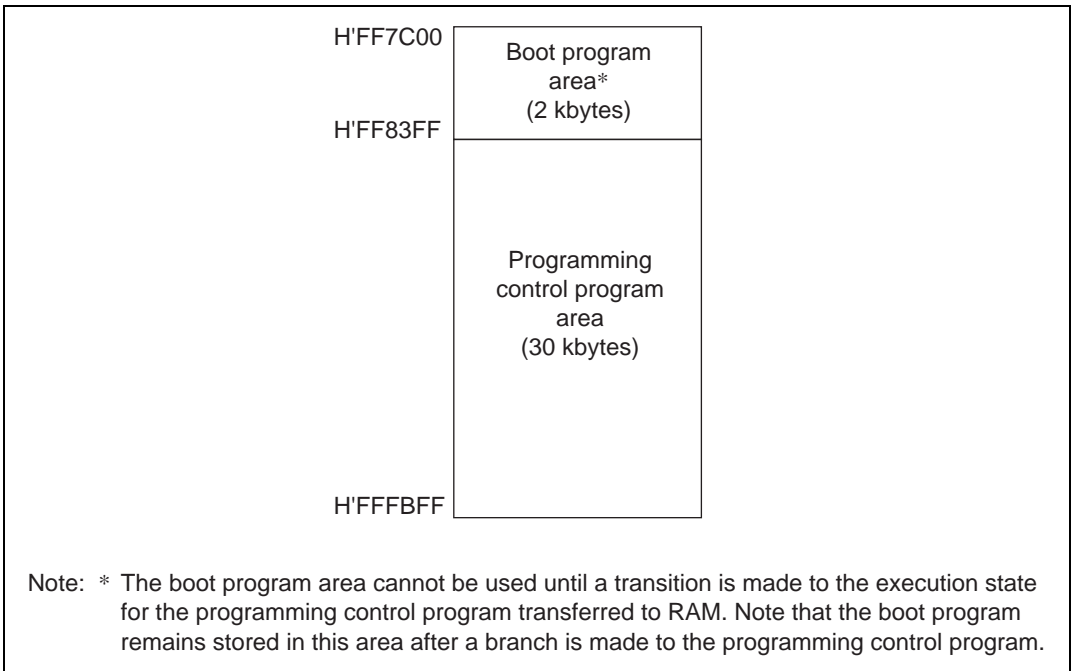 H'FF7C00
Boot program
area*
(2 kbytes)
H'FF83FF
Programming
control program
area
(30 kbytes)
H'FFFBFF
Note: * The boot program area cannot be used until a transition is made to the execution state
for the programming control program transferred to RAM. Note that the boot program
remains stored in this area after a branch is made to the programming control program.